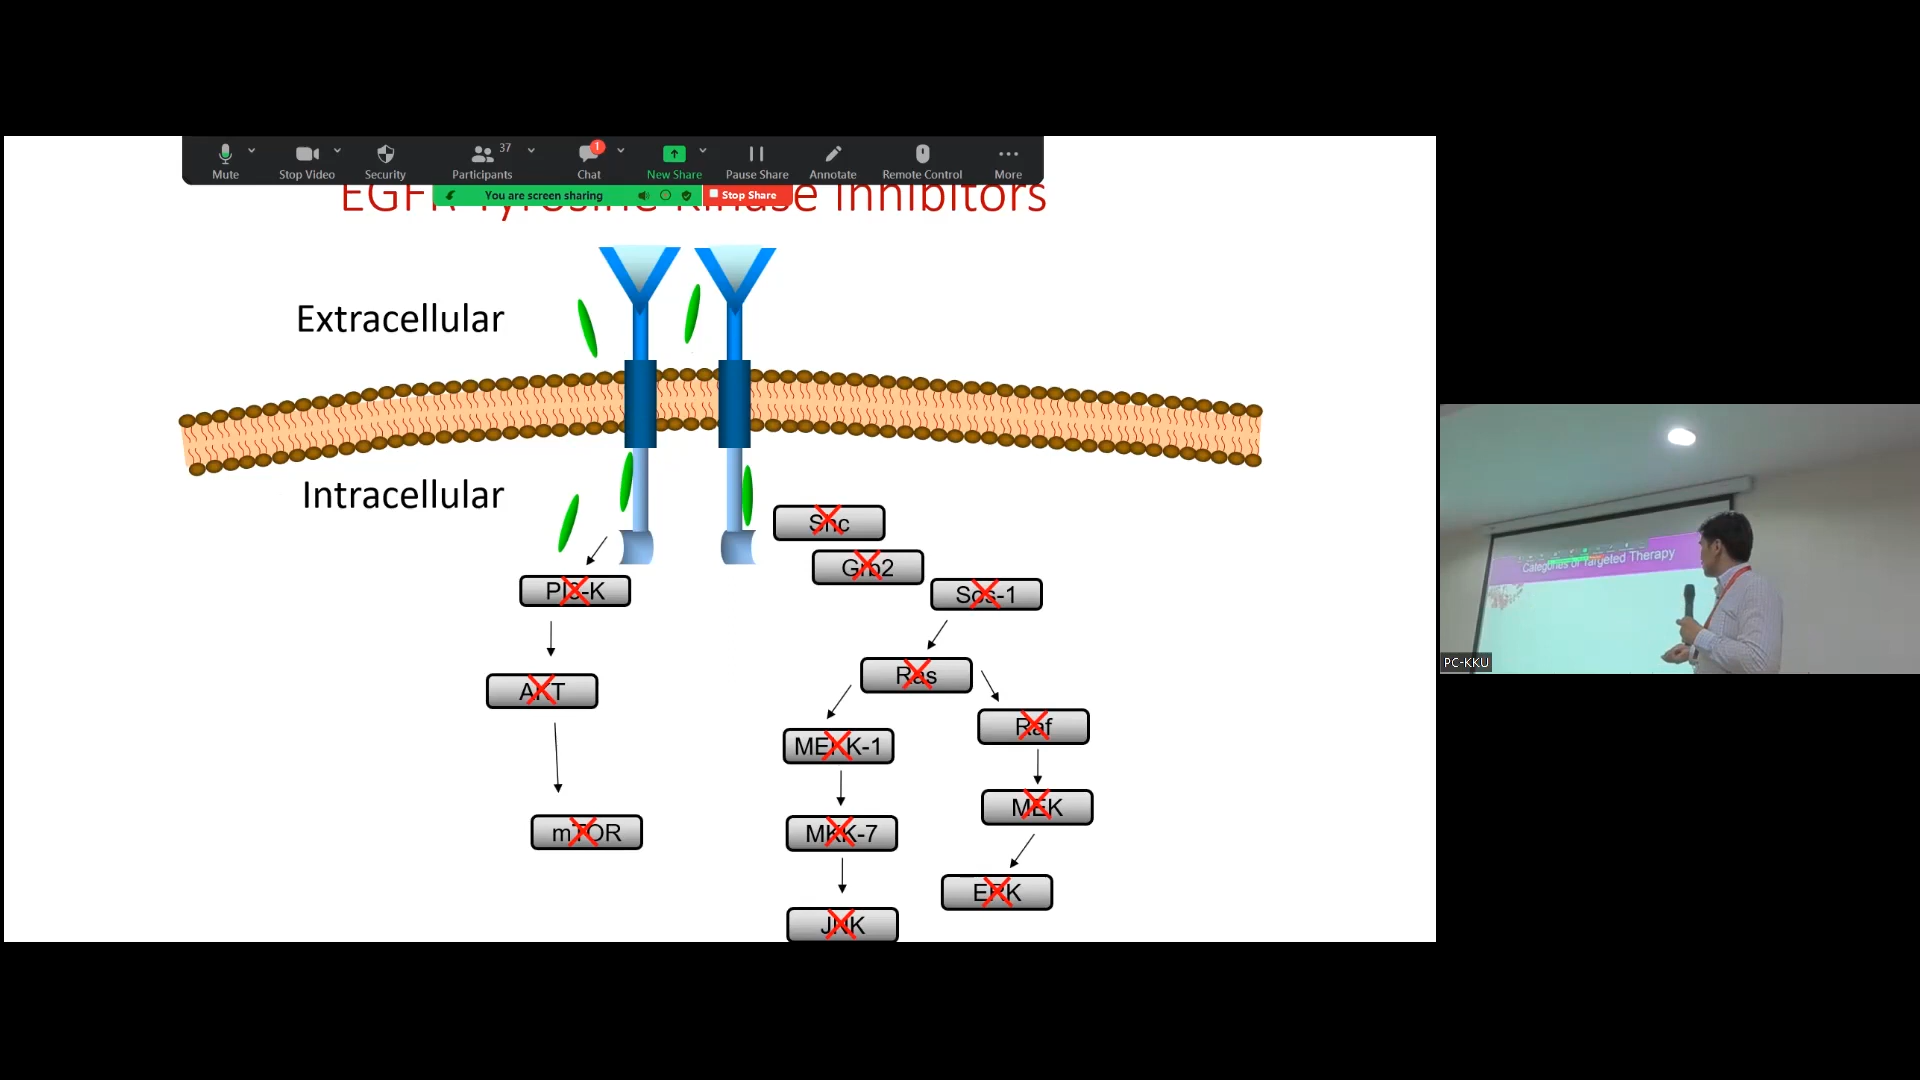 37
1
Mute
Stop Video
Security
Participants
Chat
New Share
Pause Share
Annotate
Remote Control
More
You are screen sharing
Stop Share
EGFR Tyrosine Kinase Inhibitors
Extracellular
Intracellular
Shc
Grb2
PI3-K
Sos-1
Ras
AKT
Raf
MEKK-1
MEK
mTOR
MKK-7
ERK
JNK
Categories of Targeted Therapy
PC-KKU